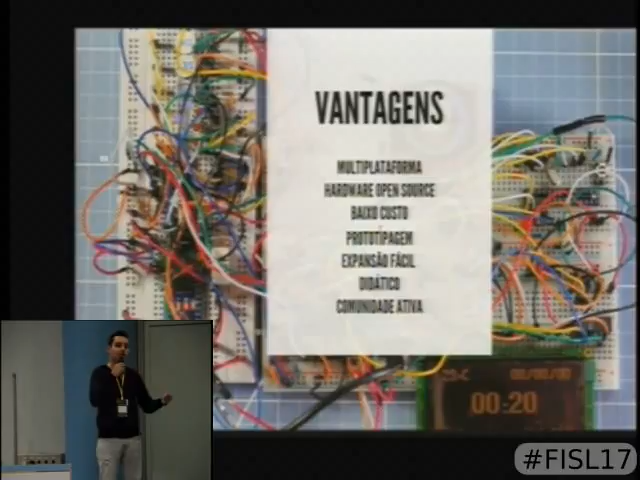 VANTAGENS
MULTIPLATAFORMA
HARDWARE OPEN SOURCE
BAIXO CUSTO
PROTOTIPAGEM
EXPANSÃO FÁCIL
DIDÁTICO
COMUNIDADE ATIVA
00-20
#FISL17